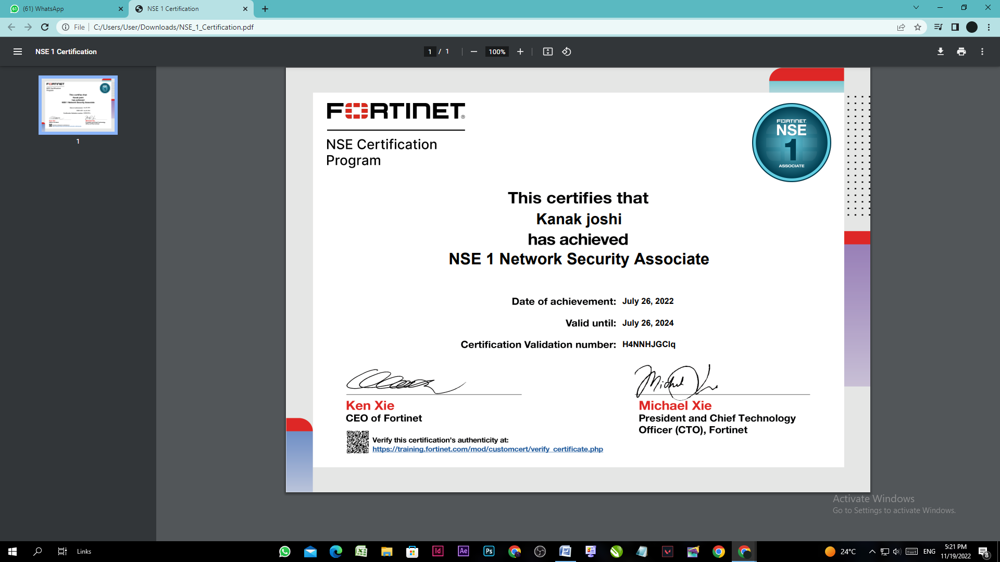 (61) WhatsApp
NSE 1 Certification
File
C:/Users/User/Downloads/NSE_1_Certification.pdf
NSE 1 Certification
1 / 1
100%
FORTINET®
NSE Certification
Program
FORTINET
NSE
1
ASSOCIATE
This certifies that
Kanak joshi
has achieved
NSE 1 Network Security Associate
Date of achievement: July 26, 2022
Valid until: July 26, 2024
Certification Validation number: H4NNHJGClq
Ken Xie
CEO of Fortinet
Michael Xie
President and Chief Technology
Officer (CTO), Fortinet
Verify this certification's authenticity at:
https://training.fortinet.com/mod/customcert/verify_certificate.php
1
Activate Windows
Go to Settings to activate Windows.
Links
24°C
ENG
5:21 PM
11/19/2022
8